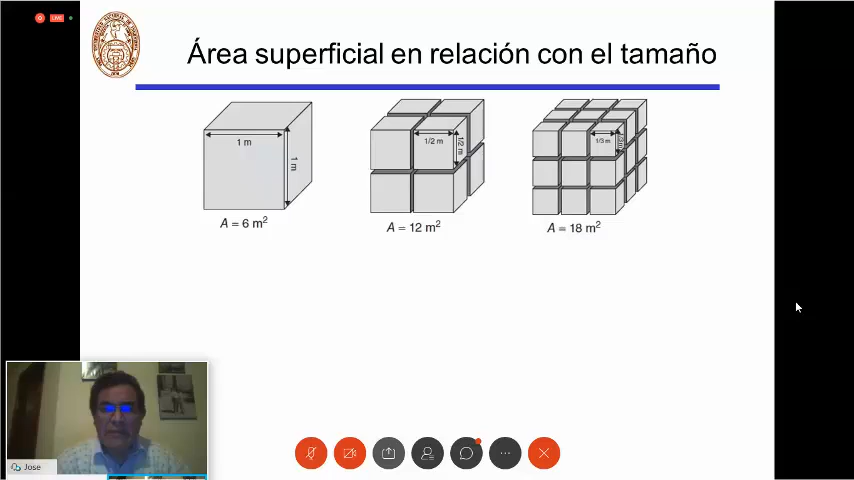 LIVE
Área superficial en relación con el tamaño
1 m
1 m
A = 6 m²
1/2 m
1/2 m
A = 12 m²
1/3 m
A = 18 m²
Jose